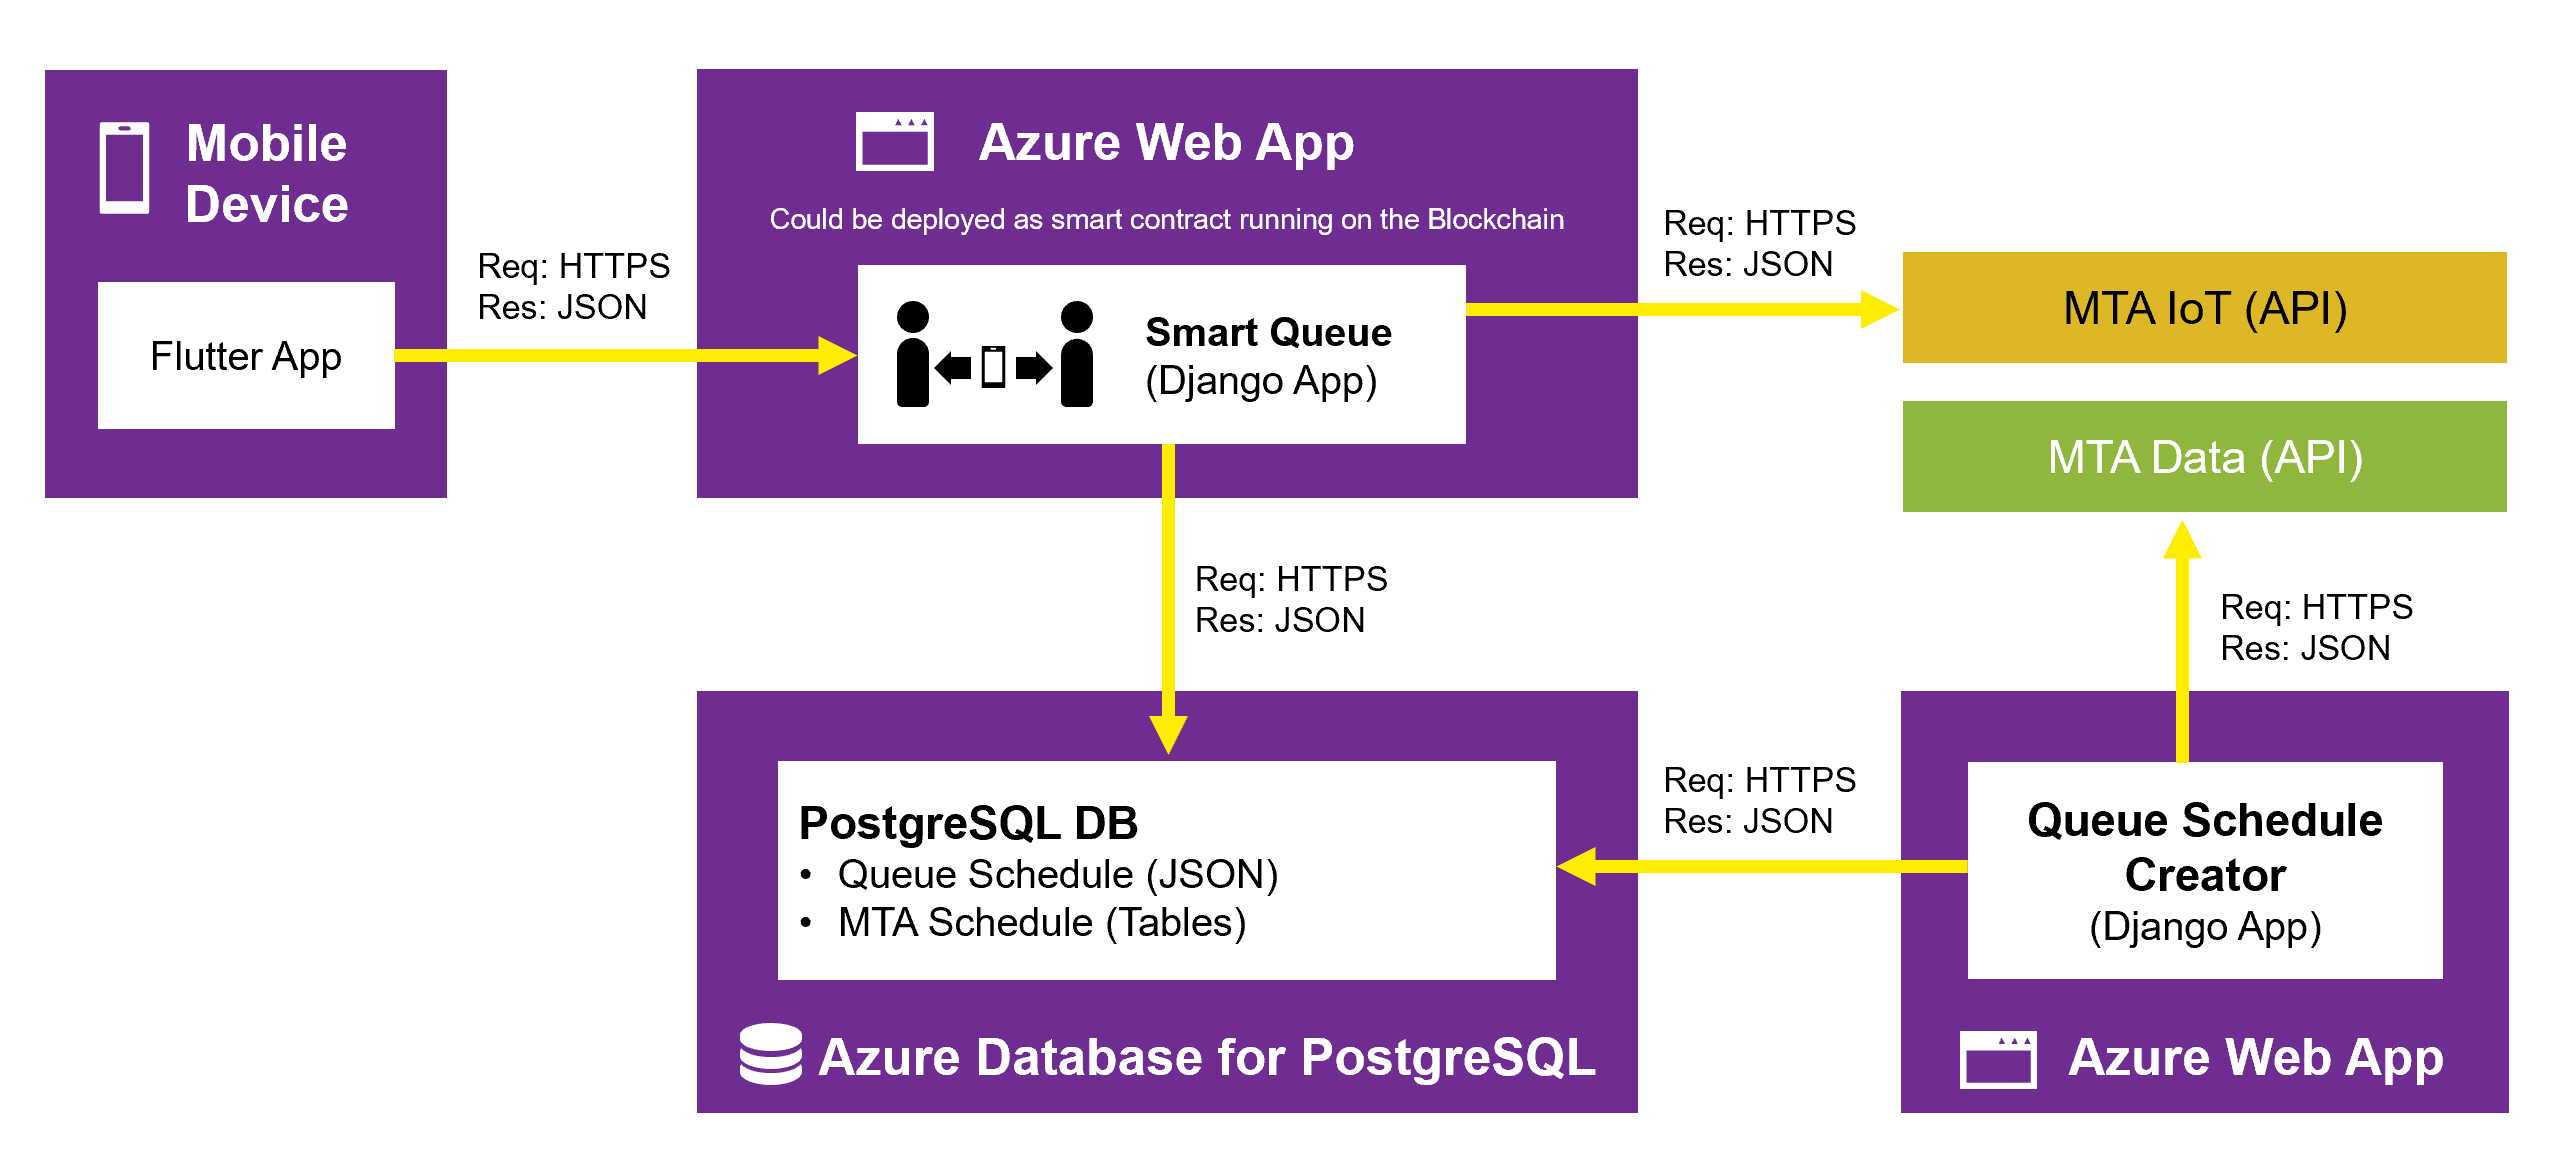 Mobile
Device
Flutter App
Req: HTTPS
Res: JSON
Azure Web App
Could be deployed as smart contract running on the Blockchain
Smart Queue
(Django App)
Req: HTTPS
Res: JSON
MTA IoT (API)
MTA Data (API)
Req: HTTPS
Res: JSON
Req: HTTPS
Res: JSON
PostgreSQL DB
• Queue Schedule (JSON)
• MTA Schedule (Tables)
Azure Database for PostgreSQL
Req: HTTPS
Res: JSON
Queue Schedule
Creator
(Django App)
Azure Web App